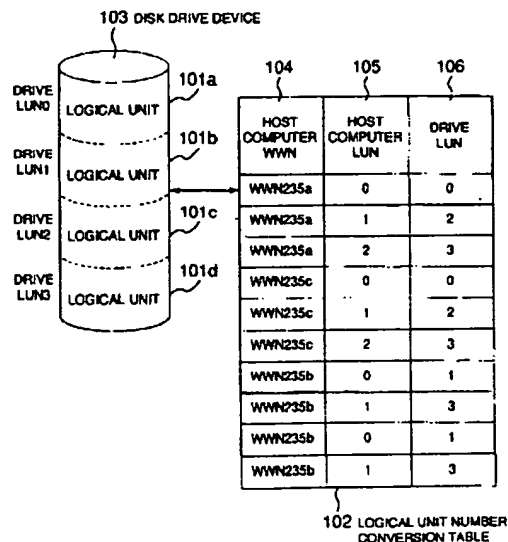 103 DISK DRIVE DEVICE
DRIVE
LUN0
LOGICAL UNIT
101a
DRIVE
LUN1
LOGICAL UNIT
101b
DRIVE
LUN2
LOGICAL UNIT
101c
DRIVE
LUN3
LOGICAL UNIT
101d
104 105 106
HOST COMPUTER WWN HOST COMPUTER LUN DRIVE LUN
WWN235a 0 0
WWN235a 1 2
WWN235a 2 3
WWN235c 0 0
WWN235c 1 2
WWN235c 2 3
WWN235b 0 1
WWN235b 1 3
WWN235b 0 1
WWN235b 1 3
102 LOGICAL UNIT NUMBER
CONVERSION TABLE